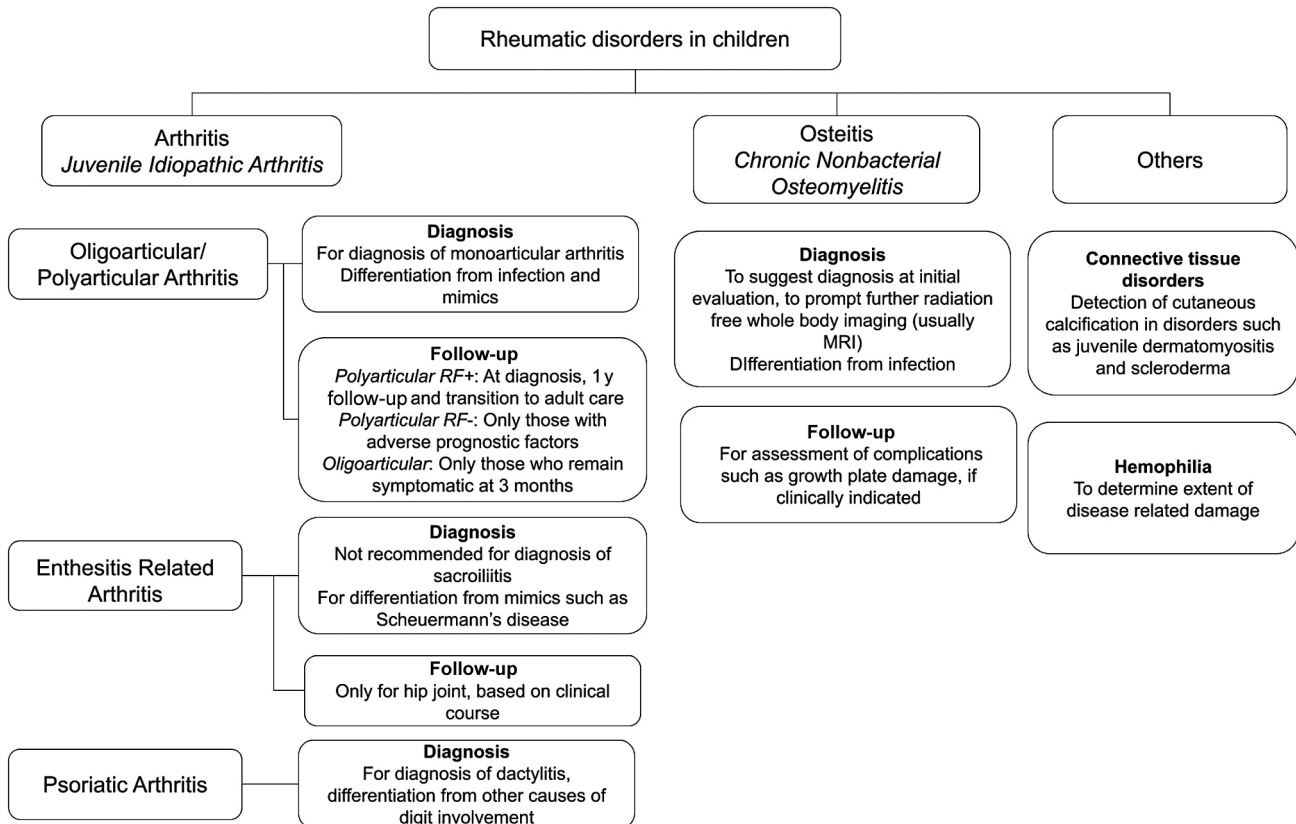 Rheumatic disorders in children
Arthritis
Juvenile Idiopathic Arthritis
Osteitis
Chronic Nonbacterial
Osteomyelitis
Others
Oligoarticular/
Polyarticular Arthritis
Diagnosis
For diagnosis of monoarticular arthritis
Differentiation from infection and
mimics
Follow-up
Polyarticular RF+: At diagnosis, 1 y
follow-up and transition to adult care
Polyarticular RF-: Only those with
adverse prognostic factors
Oligoarticular: Only those who remain
symptomatic at 3 months
Enthesitis Related
Arthritis
Diagnosis
Not recommended for diagnosis of
sacroiliitis
For differentiation from mimics such as
Scheuermann's disease
Follow-up
Only for hip joint, based on clinical
course
Psoriatic Arthritis
Diagnosis
For diagnosis of dactylitis,
differentiation from other causes of
digit involvement
Diagnosis
To suggest diagnosis at initial
evaluation, to prompt further radiation
free whole body imaging (usually
MRI)
DIfferentiation from infection
Follow-up
For assessment of complications
such as growth plate damage, if
clinically indicated
Connective tissue
disorders
Detection of cutaneous
calcification in disorders such
as juvenile dermatomyositis
and scleroderma
Hemophilia
To determine extent of
disease related damage